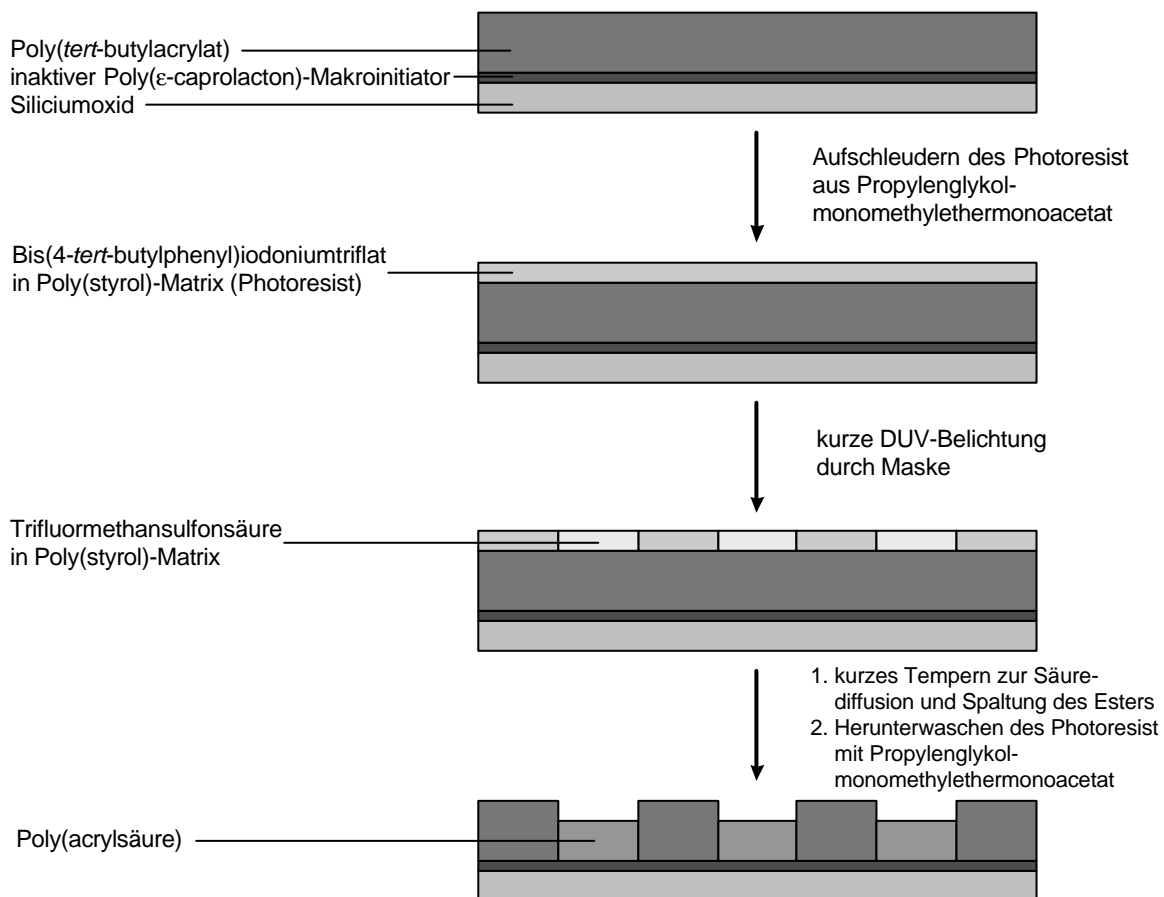 Poly(tert-butylacrylat)
inaktiver Poly(ε-caprolacton)-Makroinitiator
Siliciumoxid
Aufschleudern des Photoresist
aus Propylenglykol-
monomethylethermonoacetat
Bis(4-tert-butylphenyl)iodoniumtriflat
in Poly(styrol)-Matrix (Photoresist)
kurze DUV-Belichtung
durch Maske
Trifluormethansulfonsäure
in Poly(styrol)-Matrix
1. kurzes Tempern zur Säure-
diffusion und Spaltung des Esters
2. Herunterwaschen des Photoresist
mit Propylenglykol-
monomethylethermonoacetat
Poly(acrylsäure)